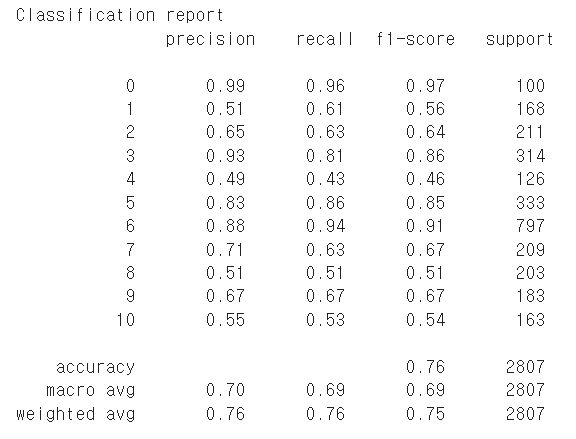 Classification report
precision recall f1-score support
0 0.99 0.96 0.97 100
1 0.51 0.61 0.56 168
2 0.65 0.63 0.64 211
3 0.93 0.81 0.86 314
4 0.49 0.43 0.46 126
5 0.83 0.86 0.85 333
6 0.88 0.94 0.91 797
7 0.71 0.63 0.67 209
8 0.51 0.51 0.51 203
9 0.67 0.67 0.67 183
10 0.55 0.53 0.54 163
accuracy 0.76 2807
macro avg 0.70 0.69 0.69 2807
weighted avg 0.76 0.76 0.75 2807